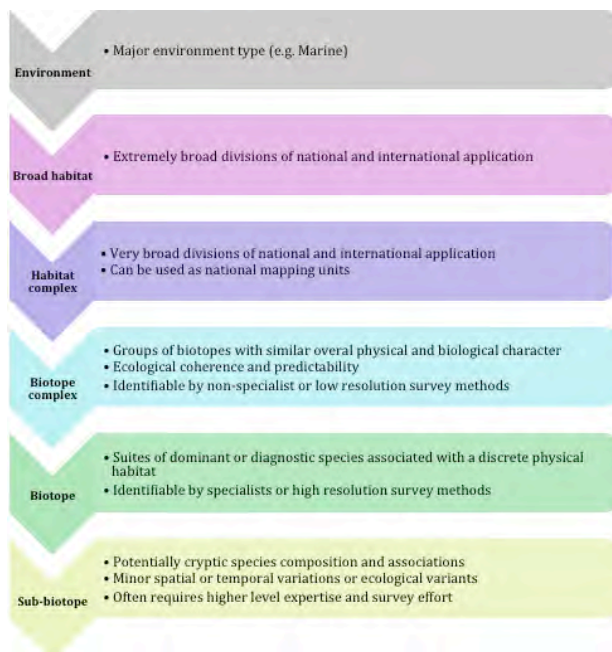 Environment
• Major environment type (e.g. Marine)
Broad habitat
• Extremely broad divisions of national and international application
Habitat
complex
• Very broad divisions of national and international application
• Can be used as national mapping units
Biotope
complex
• Groups of biotopes with similar overal physical and biological character
• Ecological coherence and predictability
• Identifiable by non-specialist or low resolution survey methods
Biotope
• Suites of dominant or diagnostic species associated with a discrete physical
habitat
• Identifiable by specialists or high resolution survey methods
Sub-biotope
• Potentially cryptic species composition and associations
• Minor spatial or temporal variations or ecological variants
• Often requires higher level expertise and survey effort